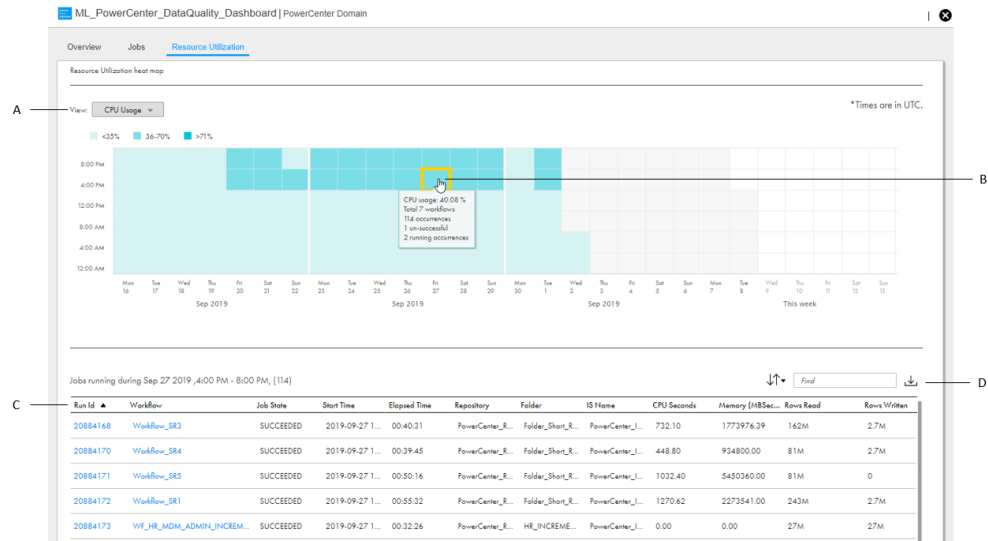 ML_PowerCenter_DataQuality_Dashboard | PowerCenter Domain
Overview Jobs Resource Utilization
Resource Utilization heat map
A
View: CPU Usage
*Times are in UTC.
<35% 36-70% >71%
8:00 PM
4:00 PM
12:00 PM
8:00 AM
4:00 AM
12:00 AM
B
CPU usage: 40.08 %
Total 7 workflows
114 occurrences
1 un-successful
2 running occurrences
Mon Tue Wed Thu Fri Sat Sun Mon Tue Wed Thu Fri Sat Sun Mon Tue Wed Thu Fri Sat Sun Mon Tue Wed Thu Fri Sat Sun
16 17 18 19 20 21 22 23 24 25 26 27 28 29 30 1 2 3 4 5 6 7 8 9 10 11 12 13
Sep 2019 Sep 2019 Sep 2019 This week
Jobs running during Sep 27 2019 ,4:00 PM - 8:00 PM, (114)
Find
D
C
Run Id Workflow Job State Start Time Elapsed Time Repository Folder IS Name CPU Seconds Memory (MBSec... Rows Read Rows Written
20884168 Workflow_SR3 SUCCEEDED 2019-09-27 1... 00:40:31 PowerCenter_R... Folder_Short_R... PowerCenter_I... 732.10 1773976.39 162M 2.7M
20884170 Workflow_SR4 SUCCEEDED 2019-09-27 1... 00:39:45 PowerCenter_R... Folder_Short_R... PowerCenter_I... 448.80 934800.00 81M 2.7M
20884171 Workflow_SR5 SUCCEEDED 2019-09-27 1... 00:50:16 PowerCenter_R... Folder_Short_R... PowerCenter_I... 1032.40 5450360.00 81M 0
20884172 Workflow_SR1 SUCCEEDED 2019-09-27 1... 00:55:32 PowerCenter_R... Folder_Short_R... PowerCenter_I... 1270.62 2273541.00 243M 2.7M
20884173 WF_HR_MDM_ADMIN_INCREM... SUCCEEDED 2019-09-27 1... 00:32:26 PowerCenter_R... HR_INCREME... PowerCenter_I... 0.00 0.00 27M 27M